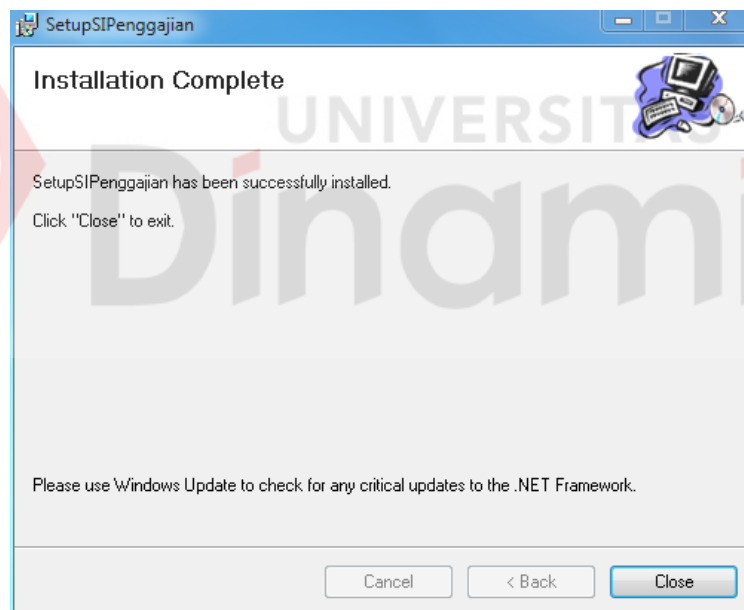 SetupSIPenggajian
Installation Complete
UNIVERSITAS
Dinami
SetupSIPenggajian has been successfully installed.
Click "Close" to exit.
Please use Windows Update to check for any critical updates to the .NET Framework.
Cancel
< Back
Close